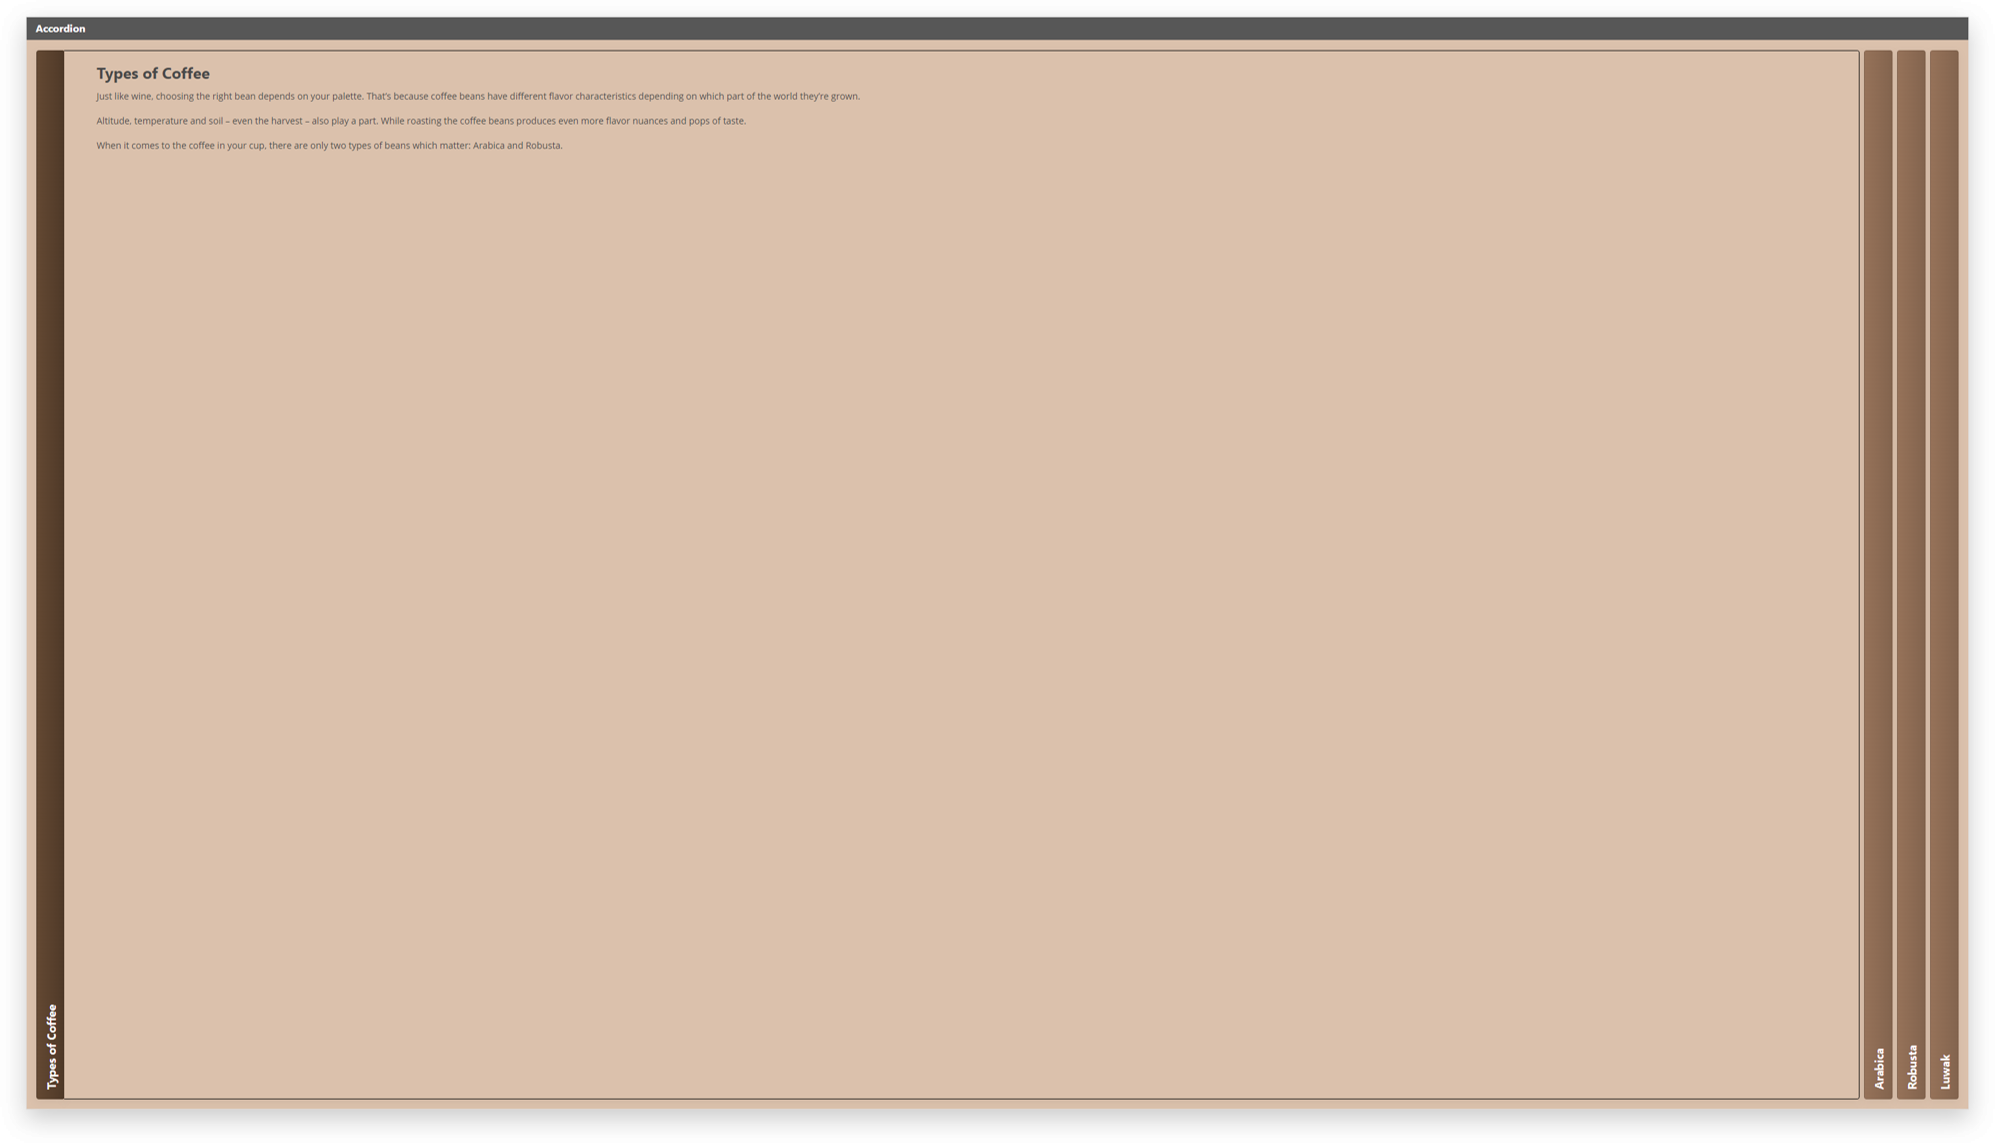 Accordion
Types of Coffee
Types of Coffee
Just like wine, choosing the right bean depends on your palette. That's because coffee beans have different flavor characteristics depending on which part of the world they're grown.
Altitude, temperature and soil – even the harvest – also play a part. While roasting the coffee beans produces even more flavor nuances and pops of taste.
When it comes to the coffee in your cup, there are only two types of beans which matter: Arabica and Robusta.
Arabica
Robusta
Luwak